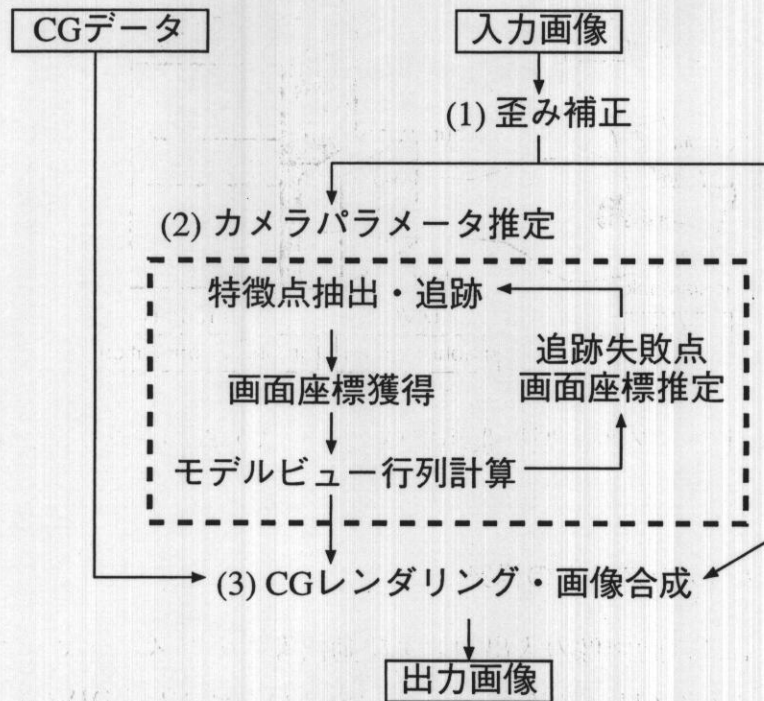 CGデータ
入力画像
(1) 歪み補正
(2) カメラパラメータ推定
特徴点抽出・追跡
追跡失敗点
画面座標推定
画面座標獲得
モデルビュー行列計算
(3) CGレンダリング・画像合成
出力画像